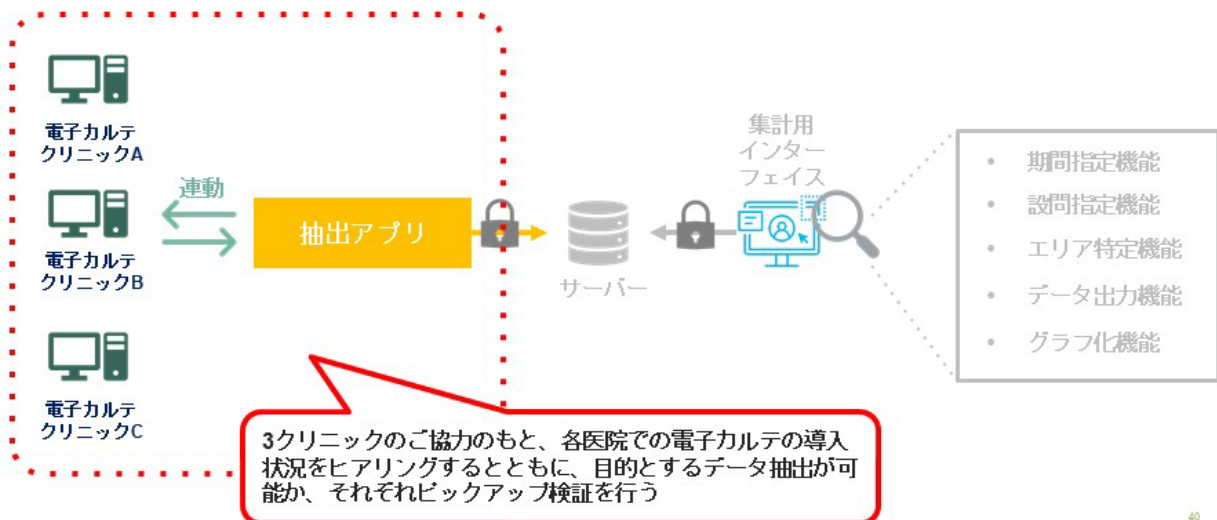 電子カルテ
クリニックA
電子カルテ
クリニックB
電子カルテ
クリニックC
連動
抽出アプリ
サーバー
集計用
インター
フェイス
• 期間指定機能
• 設問指定機能
• エリア特定機能
• データ出力機能
• グラフ化機能
3クリニックのご協力のもと、各医院での電子カルテの導入
状況をヒアリングするとともに、目的とするデータ抽出が可
能か、それぞれピックアップ検証を行う
40